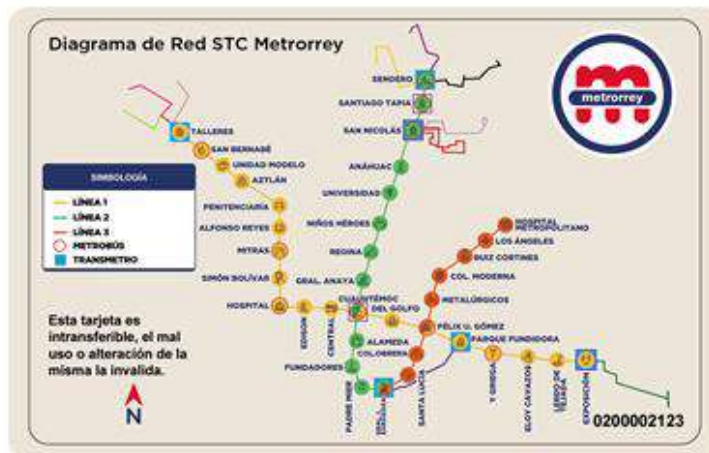 Diagrama de Red STC Metrorrey
metrorrey
SENDERO
SANTIAGO TAPIA
SAN NICOLÁS
ANÁHUAC
UNIVERSIDAD
NIÑOS HÉROES
REGINA
GRAL. ANAYA
CUAUHTÉMOC
TALLERES
SAN BERNABÉ
UNIDAD MODELO
AZTLÁN
PENITENCIARÍA
ALFONSO REYES
MITRAS
SIMÓN BOLÍVAR
HOSPITAL
EDISON
CENTRAL
DEL GOLFO
FÉLIX U. GÓMEZ
PARQUE FUNDIDORA
Y GRIEGA
ELOY CAVAZOS
LERDO DE
TEJADA
EXPOSICIÓN
HOSPITAL
METROPOLITANO
LOS ÁNGELES
RUIZ CORTINES
COL. MODERNA
METALÚRGICOS
ALAMEDA
COL.OBRERA
FUNDADORES
PADRE MIER
SANTA LUCÍA
SIMBOLOGÍA
LÍNEA 1
LÍNEA 2
LÍNEA 3
METROBÚS
TRANSMETRO
Esta tarjeta es
intransferible, el mal
uso o alteración de la
misma la invalida.
N
0200002123